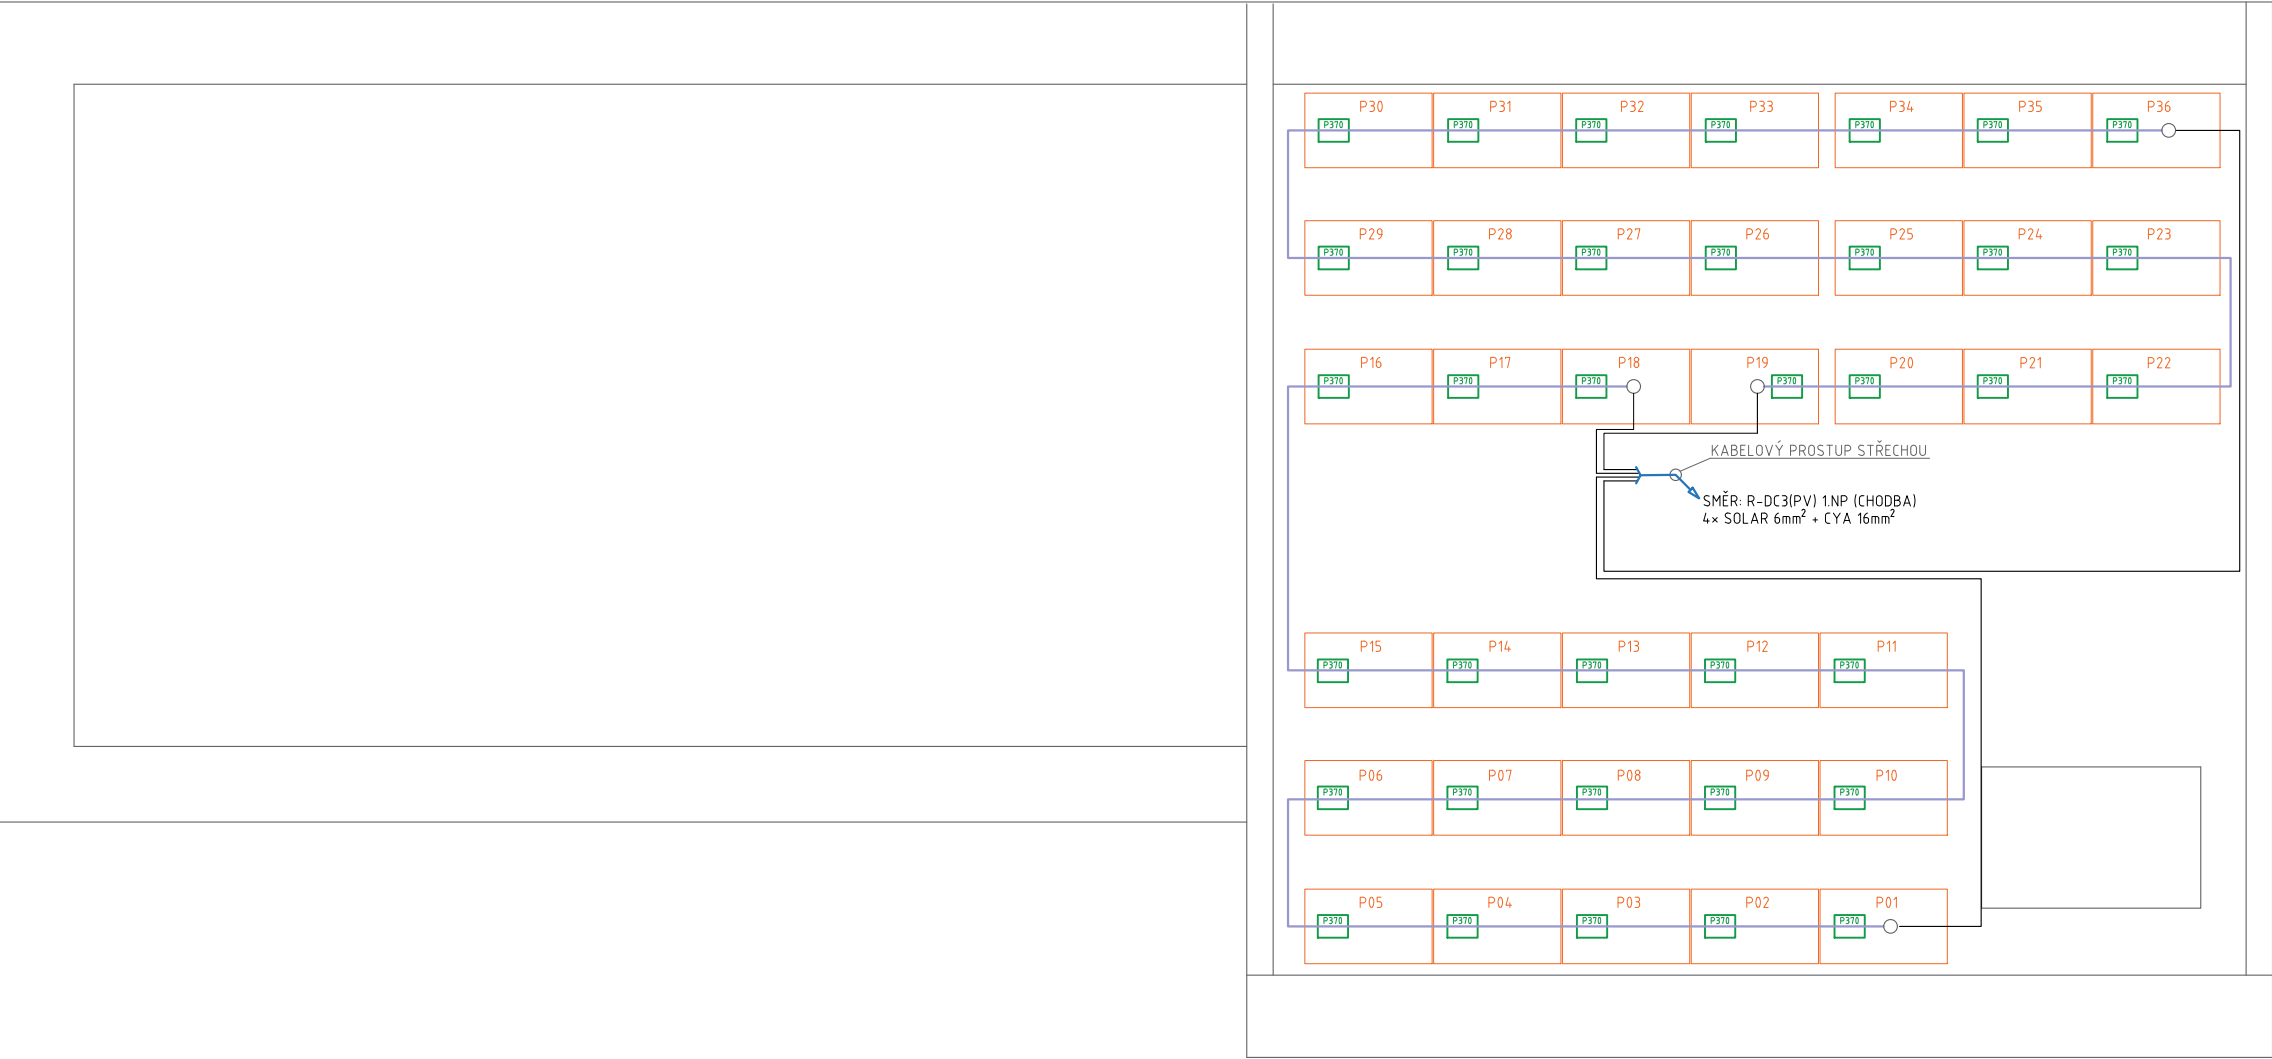 P30 P31 P32 P33 P34 P35 P36
P370 P370 P370 P370 P370 P370 P370
P29 P28 P27 P26 P25 P24 P23
P370 P370 P370 P370 P370 P370 P370
P16 P17 P18 P19 P20 P21 P22
P370 P370 P370 P370 P370 P370 P370
KABELOVÝ PROSTUP STŘECHOU
SMĚR: R-DC3(PV) 1.NP (CHODBA)
4× SOLAR 6mm² + CYA 16mm²
P15 P14 P13 P12 P11
P370 P370 P370 P370 P370
P06 P07 P08 P09 P10
P370 P370 P370 P370 P370
P05 P04 P03 P02 P01
P370 P370 P370 P370 P370